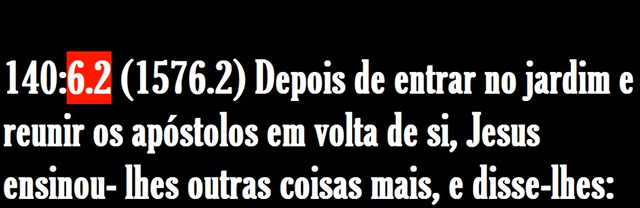 140:6.2 (1576.2) Depois de entrar no jardim e
reunir os apóstolos em volta de si, Jesus
ensinou- lhes outras coisas mais, e disse-lhes: